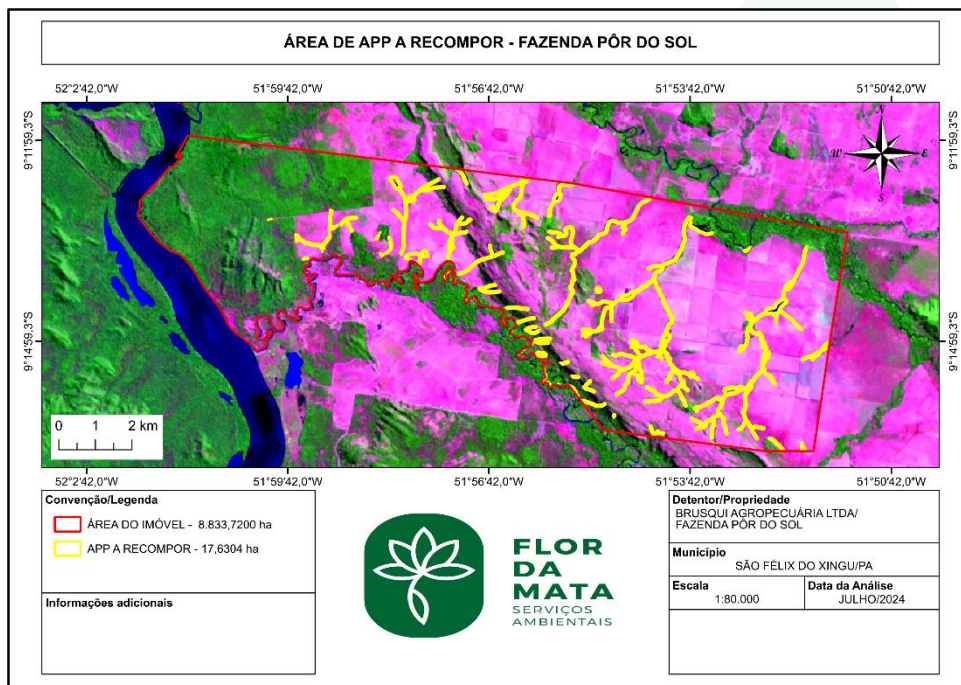 ÁREA DE APP A RECOMPOR - FAZENDA PÔR DO SOL
52°2'42,0"W 51°59'42,0"W 51°56'42,0"W 51°53'42,0"W 51°50'42,0"W
9°11'59,3"S 9°11'59,3"S
N
W E
S
9°14'59,3"S 9°14'59,3"S
0 1 2 km
52°2'42,0"W 51°59'42,0"W 51°56'42,0"W 51°53'42,0"W 51°50'42,0"W
Convenção/Legenda
ÁREA DO IMÓVEL - 8.833,7200 ha
APP A RECOMPOR - 17,6304 ha
Informações adicionais
FLOR
DA
MATA
SERVIÇOS
AMBIENTAIS
Detentor/Propriedade
BRUSQUI AGROPECUÁRIA LTDA/
FAZENDA PÔR DO SOL
Município
SÃO FÉLIX DO XINGU/PA
Escala
1:80.000
Data da Análise
JULHO/2024